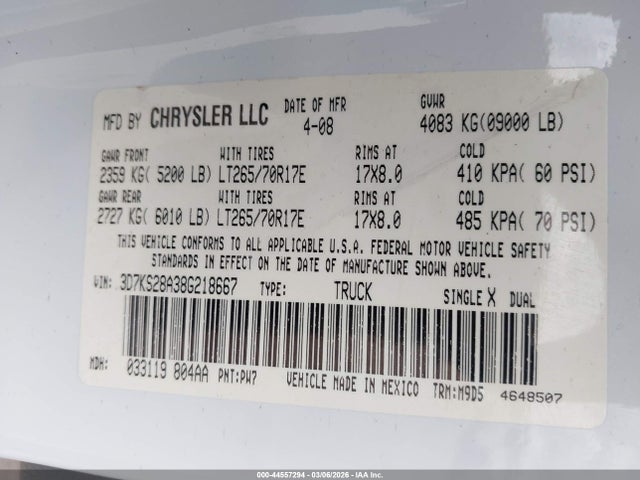 MFD BY CHRYSLER LLC DATE OF MFR GVWR
4-08 4083 KG(09000 LB)
GAWR FRONT WITH TIRES RIMS AT COLD
2359 KG( 5200 LB) LT265/70R17E 17X8.0 410 KPA( 60 PSI)
GAWR REAR WITH TIRES RIMS AT COLD
2727 KG( 6010 LB) LT265/70R17E 17X8.0 485 KPA( 70 PSI)
THIS VEHICLE CONFORMS TO ALL APPLICABLE U.S.A. FEDERAL MOTOR VEHICLE SAFETY
STANDARDS IN EFFECT ON THE DATE OF MANUFACTURE SHOWN ABOVE.
VIN: 3D7KS28A38G218667 TYPE: TRUCK SINGLE X DUAL
MDH: 033119 804AA PNT:PW7 VEHICLE MADE IN MEXICO TRM:M9D5 4648507
000-44557294 - 03/06/2026 - IAA Inc.